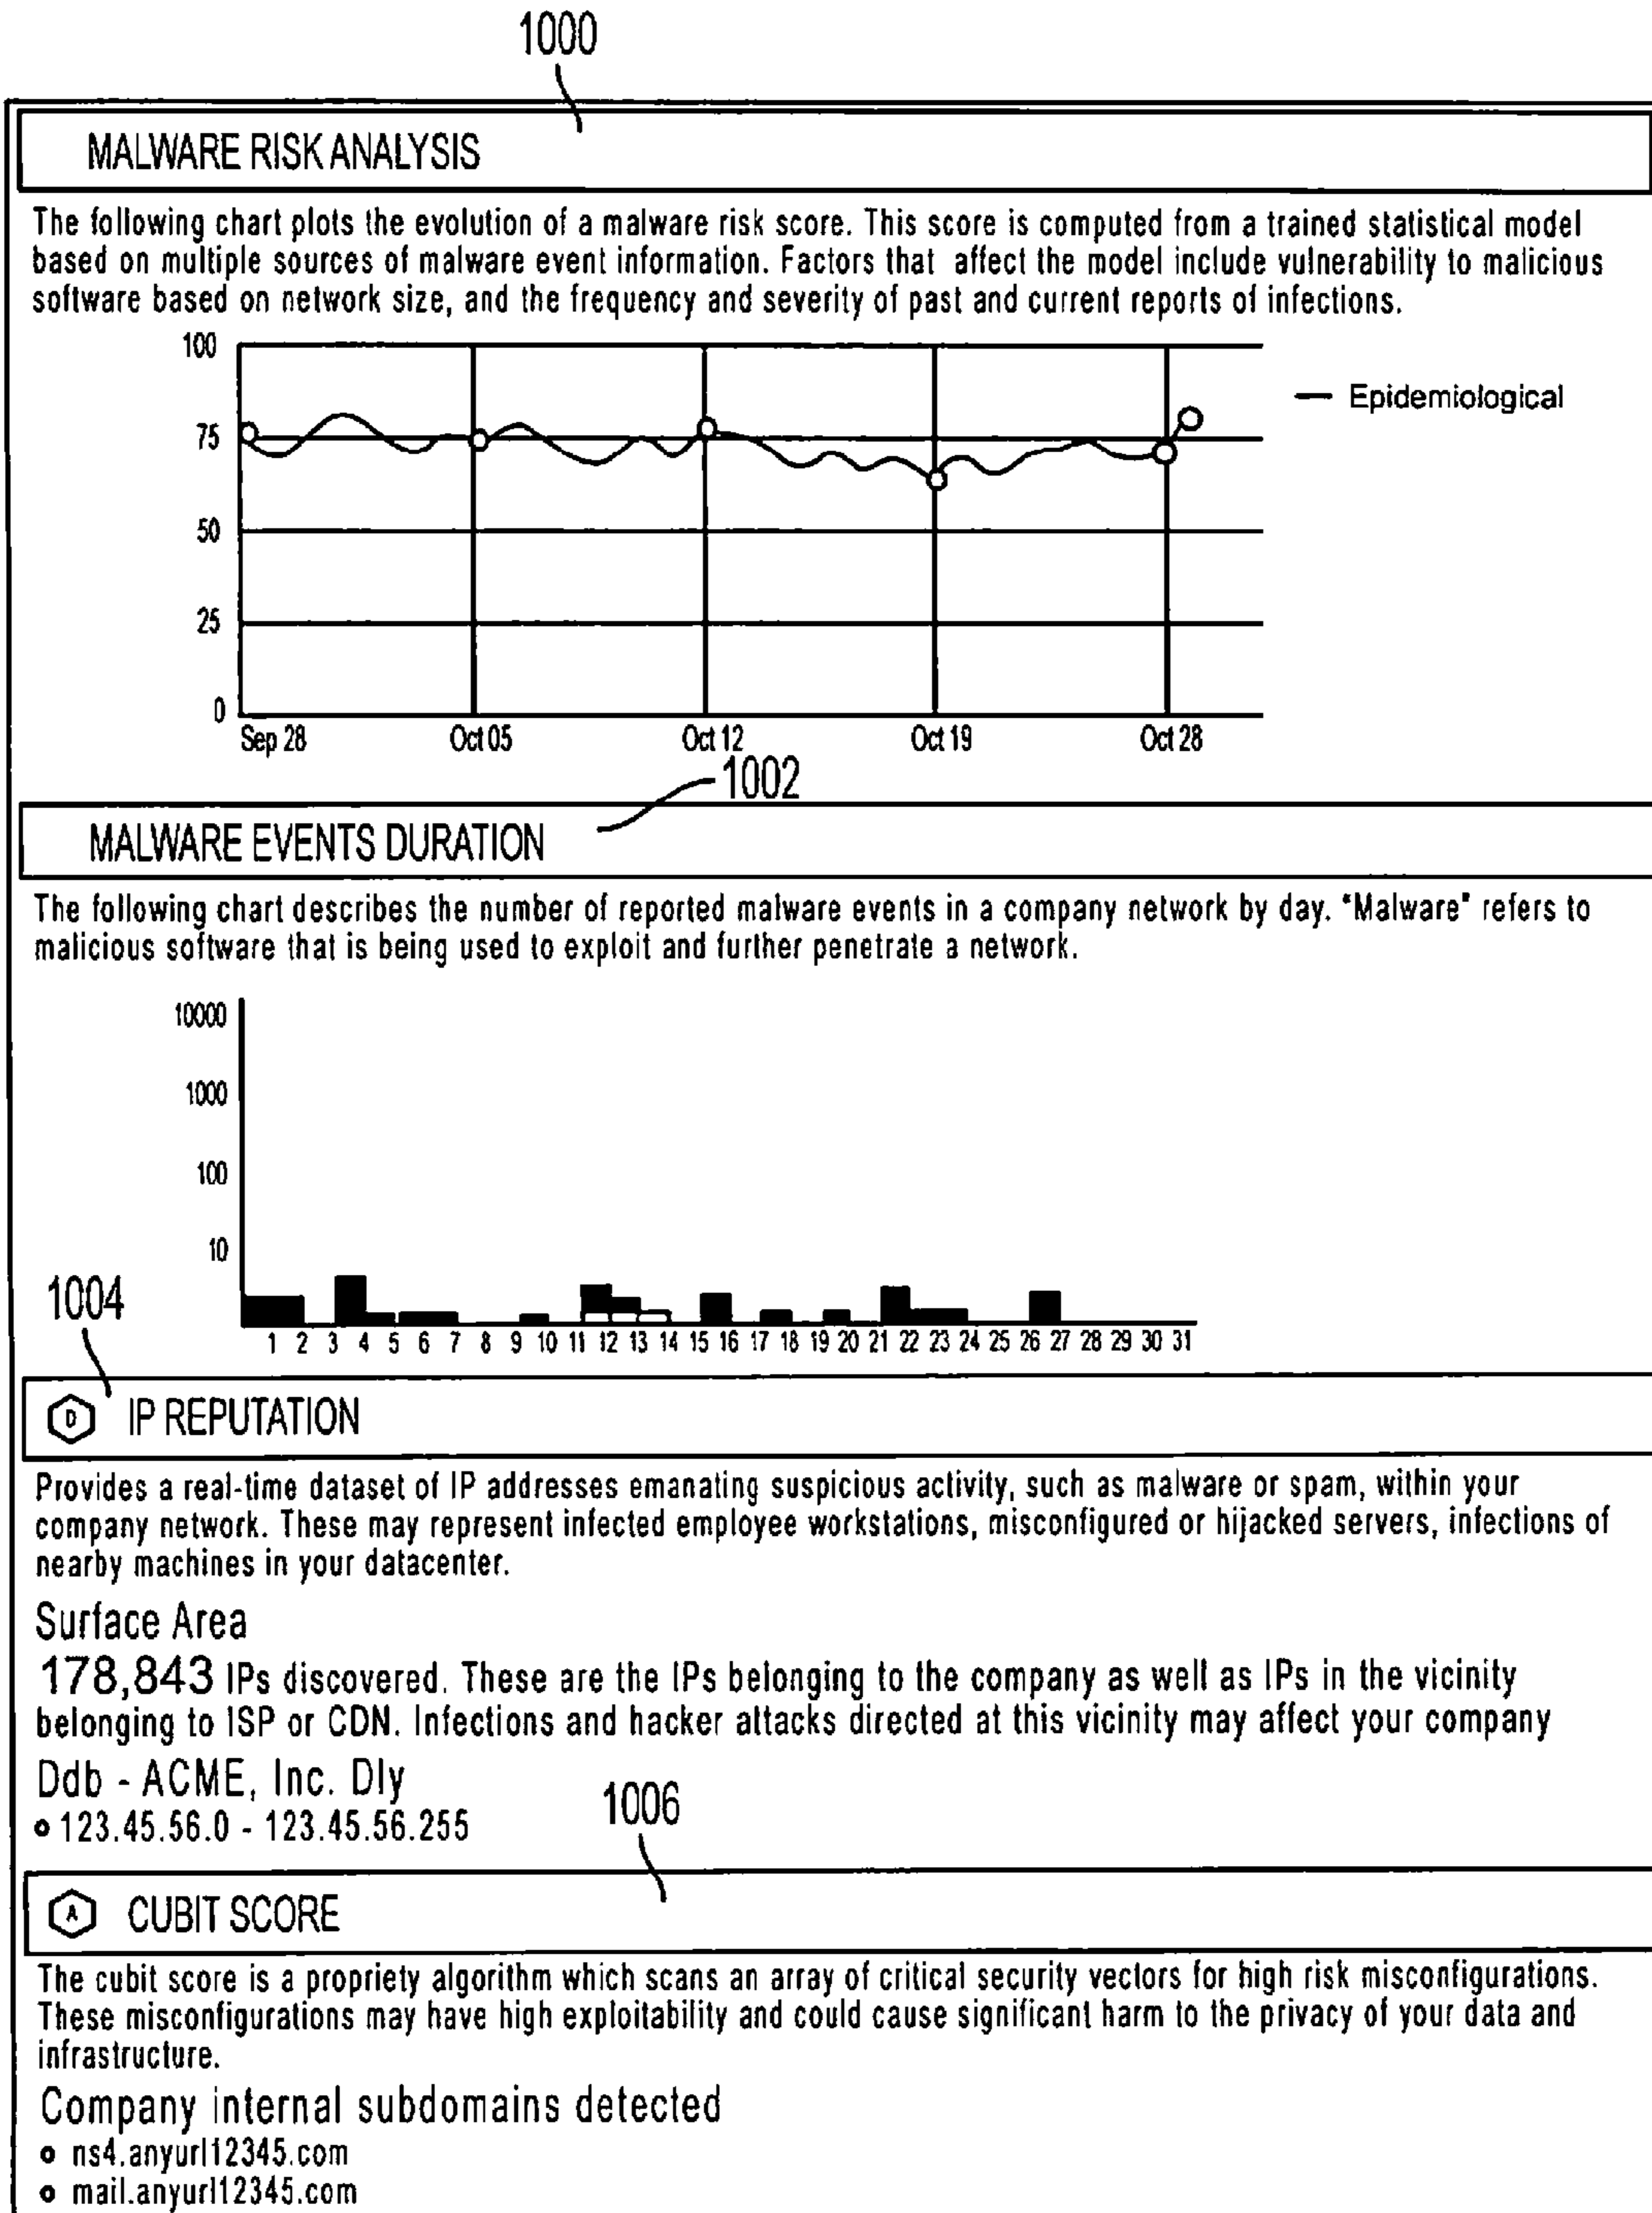 1000
MALWARE RISK ANALYSIS
The following chart plots the evolution of a malware risk score. This score is computed from a trained statistical model
based on multiple sources of malware event information. Factors that affect the model include vulnerability to malicious
software based on network size, and the frequency and severity of past and current reports of infections.
100
75
50
25
0
Epidemiological
Sep 28 Oct 05 Oct 12 Oct 19 Oct 28
1002
MALWARE EVENTS DURATION
The following chart describes the number of reported malware events in a company network by day. "Malware" refers to
malicious software that is being used to exploit and further penetrate a network.
10000
1000
100
10
1 2 3 4 5 6 7 8 9 10 11 12 13 14 15 16 17 18 19 20 21 22 23 24 25 26 27 28 29 30 31
1004
D IP REPUTATION
Provides a real-time dataset of IP addresses emanating suspicious activity, such as malware or spam, within your
company network. These may represent infected employee workstations, misconfigured or hijacked servers, infections of
nearby machines in your datacenter.
Surface Area
178,843 IPs discovered. These are the IPs belonging to the company as well as IPs in the vicinity
belonging to ISP or CDN. Infections and hacker attacks directed at this vicinity may affect your company
Ddb - ACME, Inc. Dly
123.45.56.0 - 123.45.56.255
1006
A CUBIT SCORE
The cubit score is a propriety algorithm which scans an array of critical security vectors for high risk misconfigurations.
These misconfigurations may have high exploitability and could cause significant harm to the privacy of your data and
infrastructure.
Company internal subdomains detected
ns4.anyurl12345.com
mail.anyurl12345.com